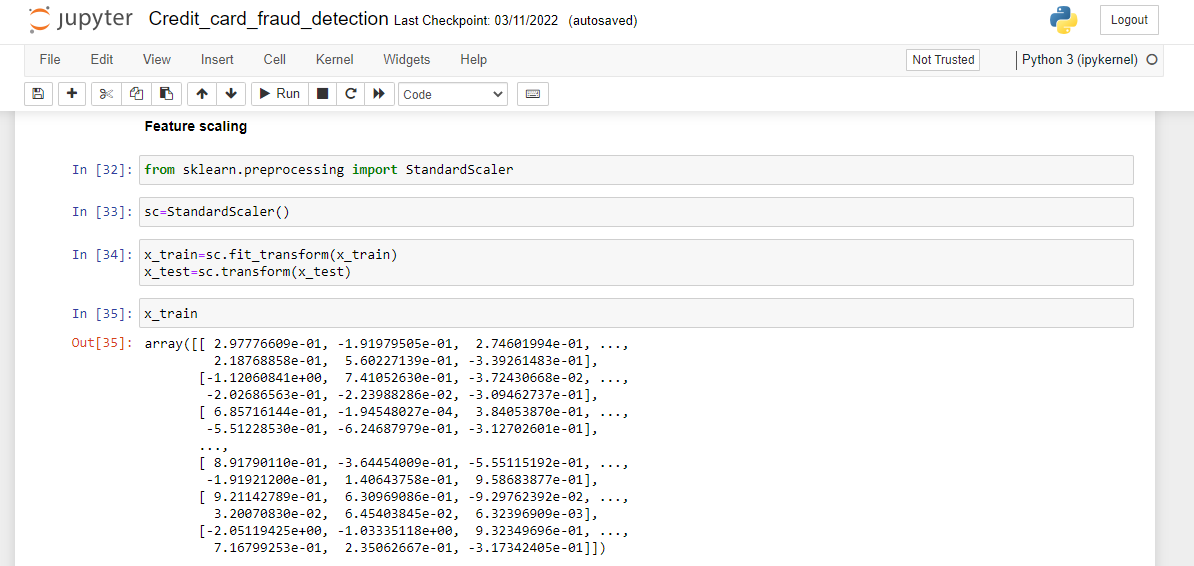 jupyter Credit_card_fraud_detection Last Checkpoint: 03/11/2022 (autosaved) Logout
File Edit View Insert Cell Kernel Widgets Help Not Trusted Python 3 (ipykernel)
Run Code
Feature scaling
In [32]: from sklearn.preprocessing import StandardScaler
In [33]: sc=StandardScaler()
In [34]: x_train=sc.fit_transform(x_train)
x_test=sc.transform(x_test)
In [35]: x_train
Out[35]: array([[ 2.97776609e-01, -1.91979505e-01,  2.74601994e-01, ...,
2.18768858e-01,  5.60227139e-01, -3.39261483e-01],
[-1.12060841e+00,  7.41052630e-01, -3.72430668e-02, ...,
-2.02686563e-01, -2.23988286e-02, -3.09462737e-01],
[ 6.85716144e-01, -1.94548027e-04,  3.84053870e-01, ...,
-5.51228530e-01, -6.24687979e-01, -3.12702601e-01],
...,
[ 8.91790110e-01, -3.64454009e-01, -5.55115192e-01, ...,
-1.91921200e-01,  1.40643758e-01,  9.58683877e-01],
[ 9.21142789e-01,  6.30969086e-01, -9.29762392e-02, ...,
3.20070830e-02,  6.45403845e-02,  6.32396909e-03],
[-2.05119425e+00, -1.03335118e+00,  9.32349696e-01, ...,
7.16799253e-01,  2.35062667e-01, -3.17342405e-01]])